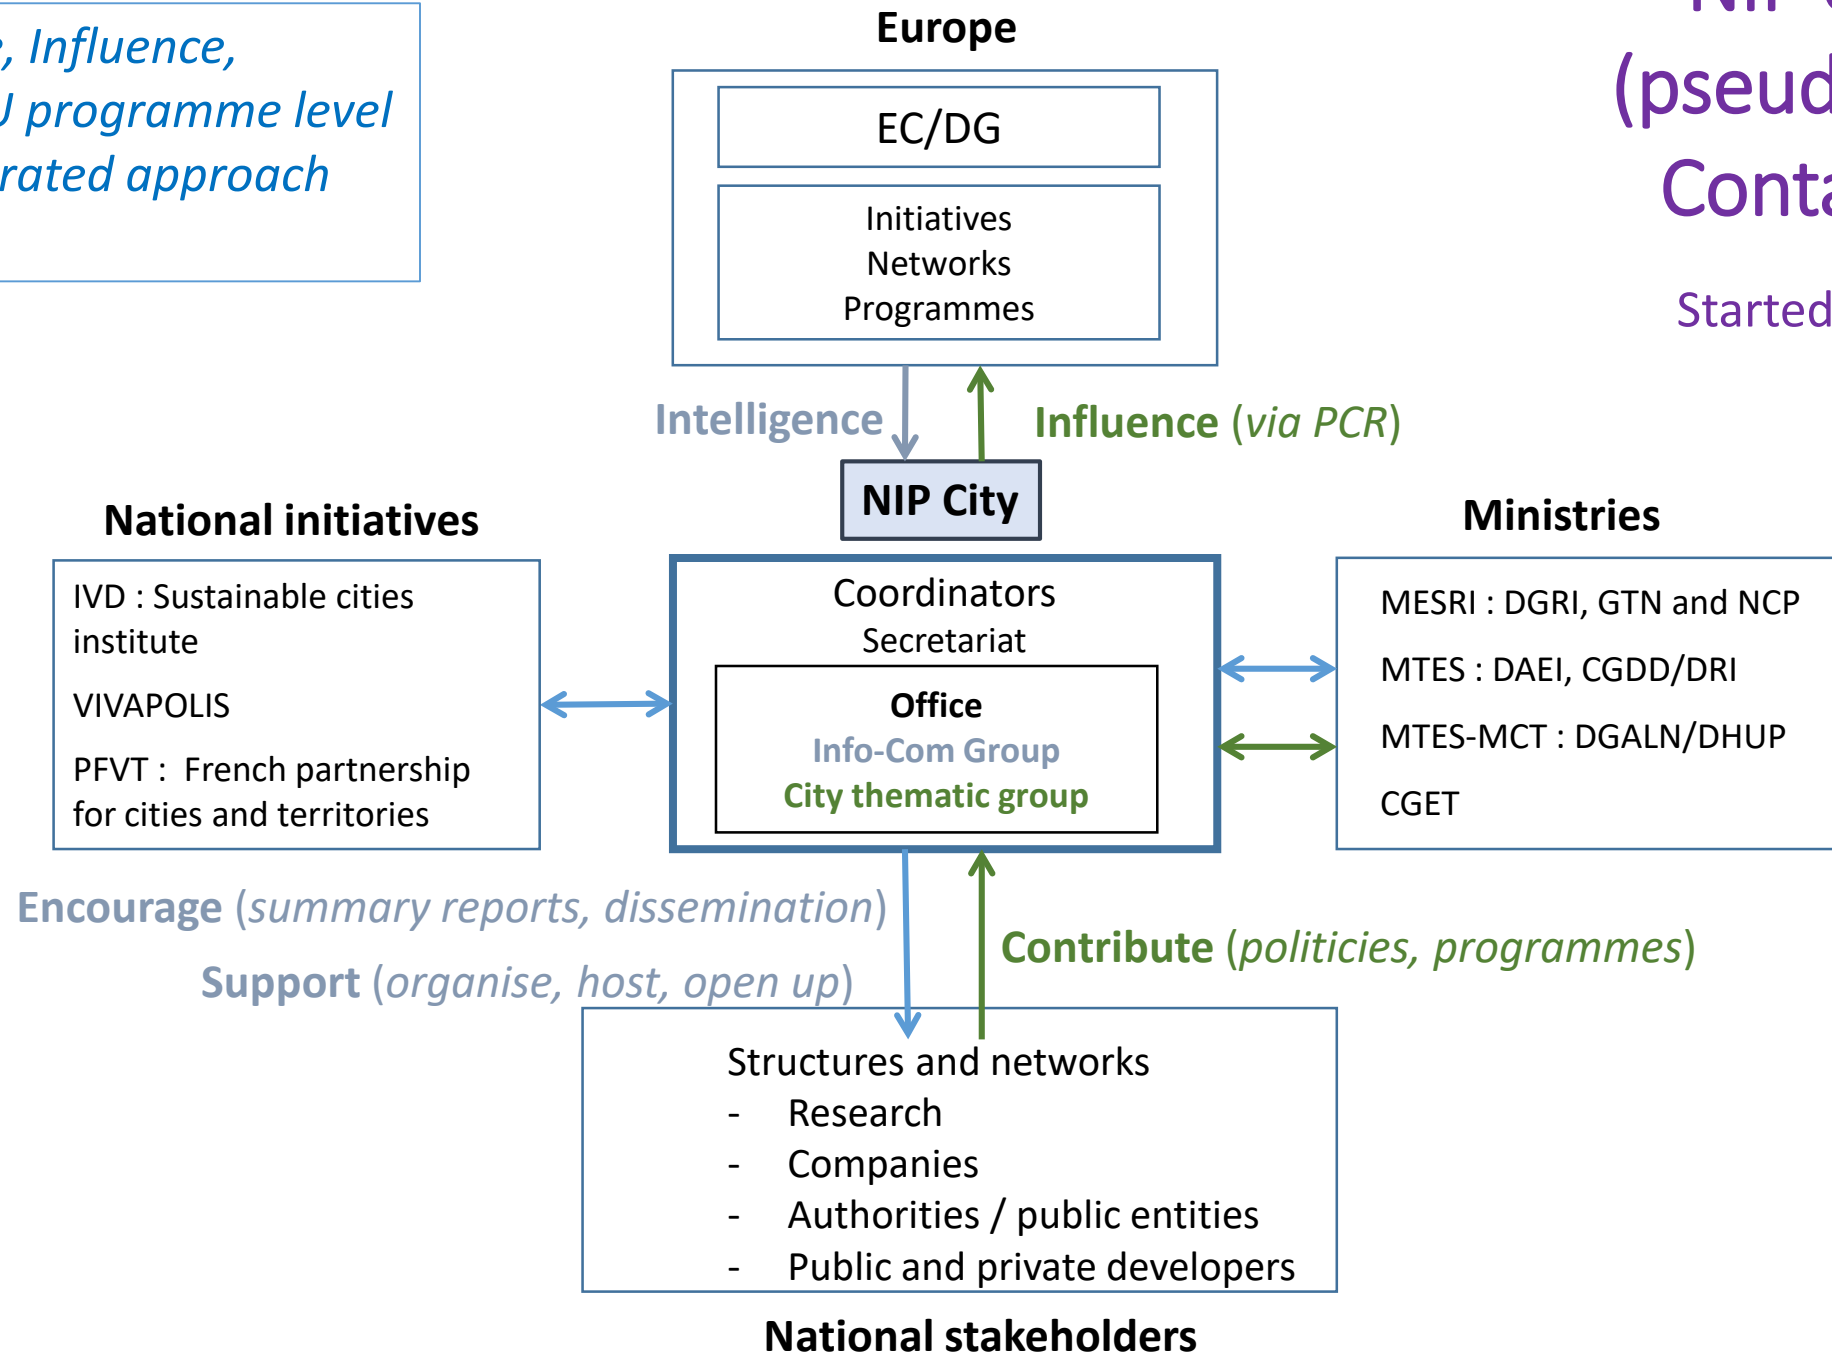 Influence,
programme level
approach
Europe
EC/DG
Initiatives
Networks
Programmes
Started
Intelligence
Influence (via PCR)
NIP City
National initiatives
IVD : Sustainable cities
institute
VIVAPOLIS
PFVT :  French partnership
for cities and territories
Coordinators
Secretariat
Office
Info-Com Group
City thematic group
Ministries
MESRI : DGRI, GTN and NCP
MTES : DAEI, CGDD/DRI
MTES-MCT : DGALN/DHUP
CGET
Encourage (summary reports, dissemination)
Support (organise, host, open up)
Contribute (politicies, programmes)
Structures and networks
- Research
- Companies
- Authorities / public entities
- Public and private developers
National stakeholders